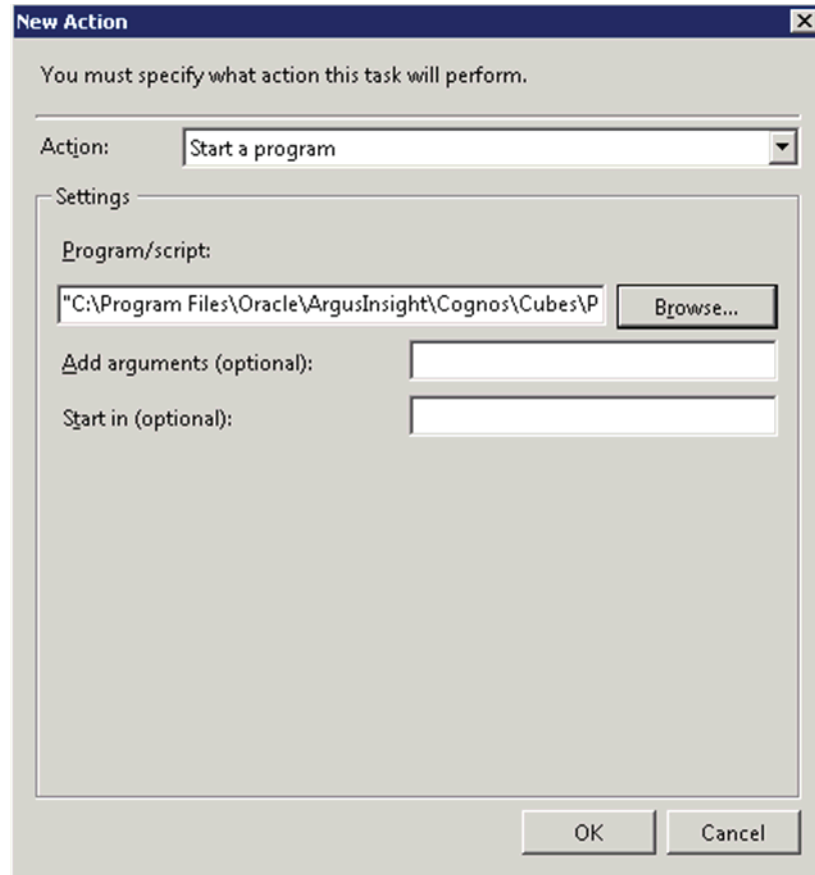 New Action
You must specify what action this task will perform.
Action: Start a program
Settings
Program/script:
"C:\Program Files\Oracle\ArgusInsight\Cognos\Cubes\P Browse...
Add arguments (optional):
Start in (optional):
OK Cancel